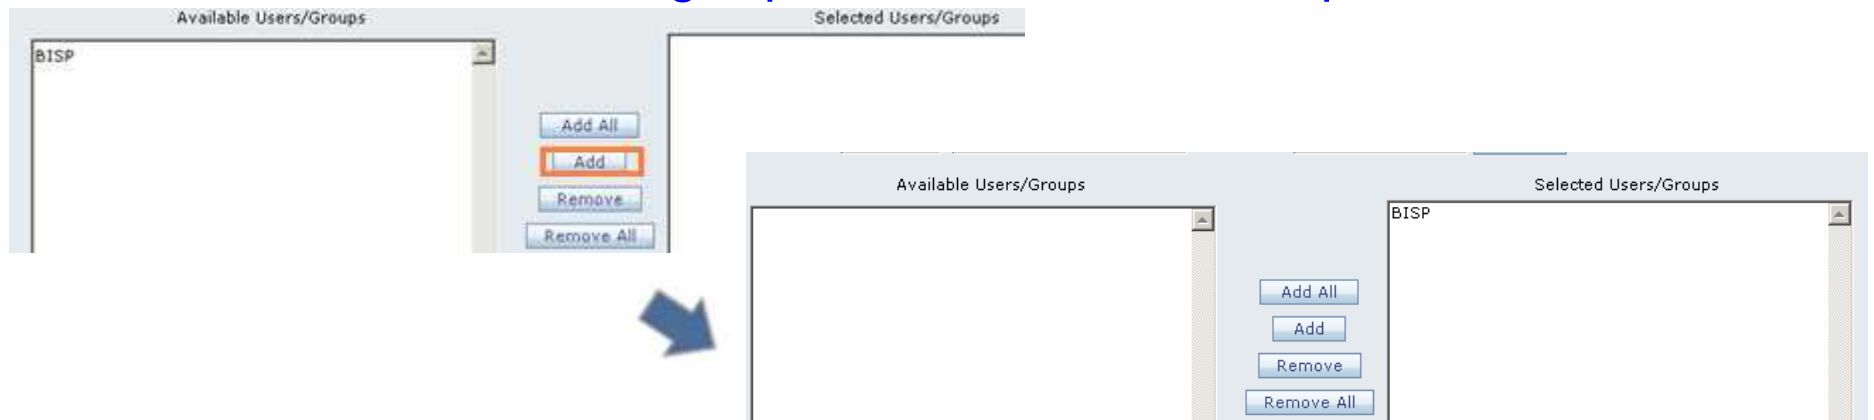 Available Users/Groups
Selected Users/Groups
BISP
Add All
Add
Remove
Remove All
Available Users/Groups
Selected Users/Groups
BISP
Add All
Add
Remove
Remove All